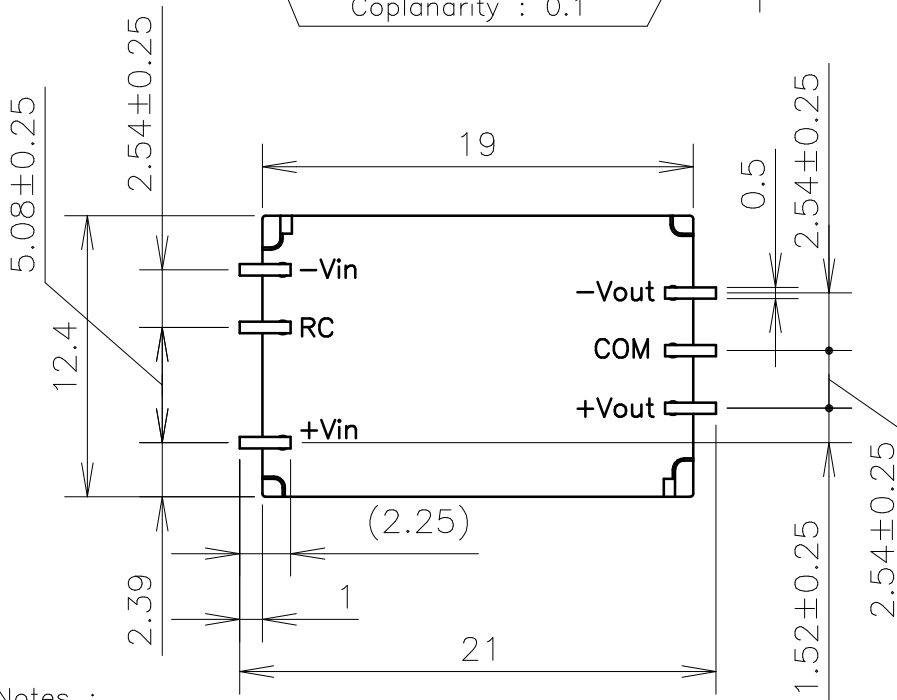 Coplanarity : 0.1
2.54±0.25
5.08±0.25
19
0.5
2.54±0.25
-Vin
-Vout
RC
COM
12.4
+Vout
+Vin
(2.25)
2.54±0.25
2.39
1
1.52±0.25
21
Notes :